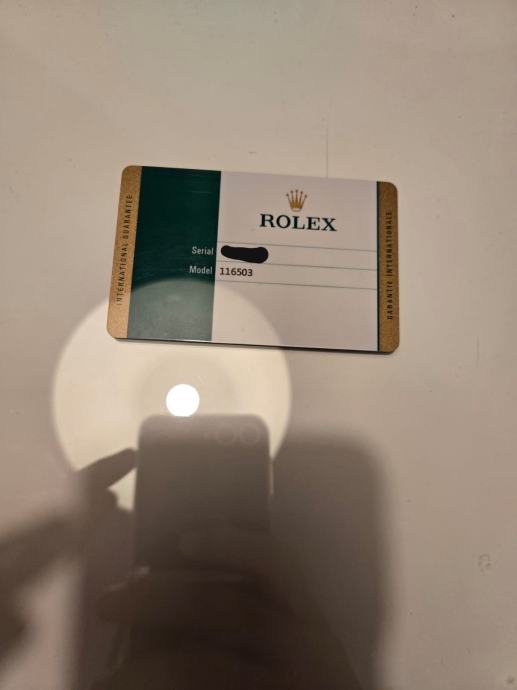 INTERNATIONAL GUARANTEE
ROLEX
Serial
Model 116503
GARANTIE INTERNATIONALE